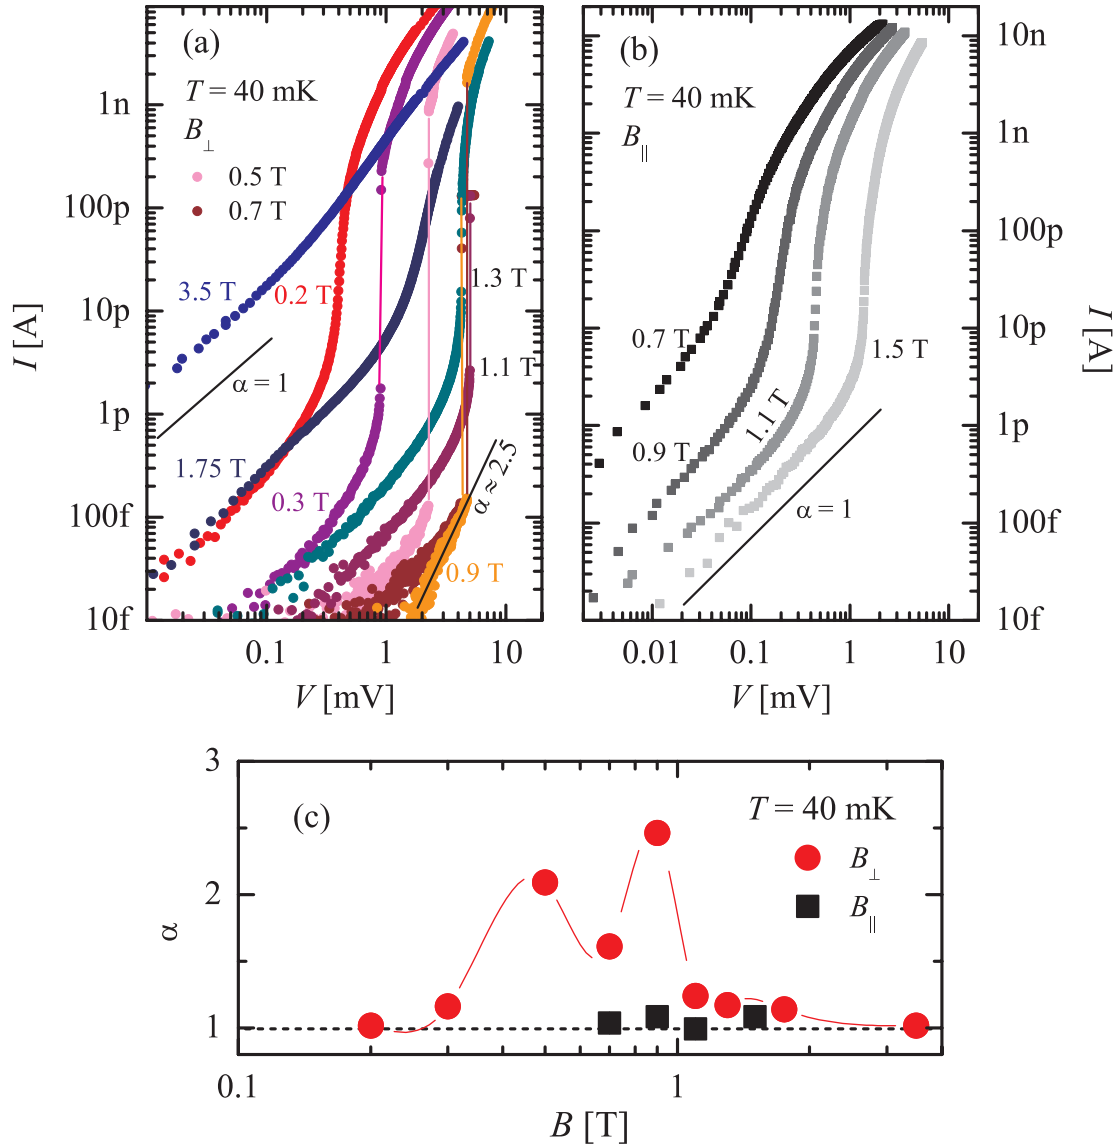 (a)
T = 40 mK
B⊥
0.5 T
0.7 T
3.5 T
0.2 T
1.3 T
α = 1
1.1 T
1.75 T
0.3 T
α ≈ 2.5
0.9 T
1n
100p
10p
1p
100f
10f
I [A]
0.1
1
10
V [mV]
(b)
T = 40 mK
B||
0.7 T
1.5 T
0.9 T
1.1 T
α = 1
10n
1n
100p
10p
1p
100f
10f
I [A]
0.01
0.1
1
10
V [mV]
(c)
T = 40 mK
B⊥
B||
3
2
1
α
0.1
1
B [T]